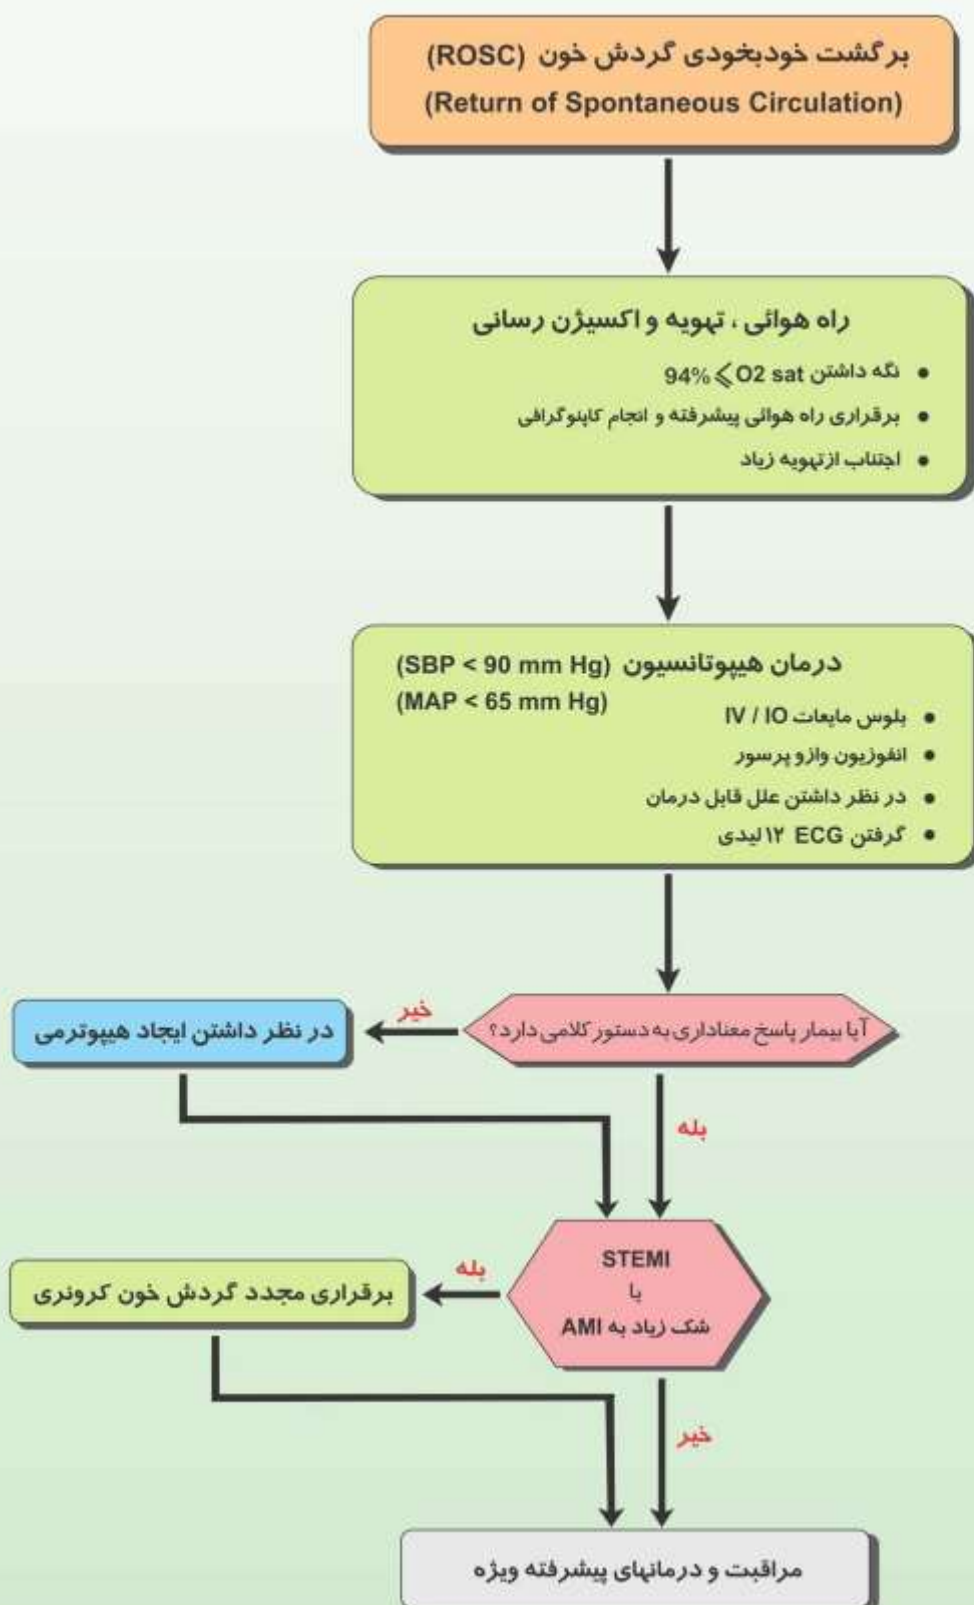 برگشت خودبخودی گردش خون (ROSC)
(Return of Spontaneous Circulation)
راه هوائی ، تهویه و اکسیژن رسانی
• نگه داشتن O2 sat ⩽ 94%
• برقراری راه هوائی پیشرفته و انجام کاپنوگرافی
• اجتناب ازتهویه زیاد
درمان هیپوتانسیون (SBP < 90 mm Hg)
(MAP < 65 mm Hg)
• بلوس مایعات IV / IO
• انفوزیون وازو پرسور
• در نظر داشتن علل قابل درمان
• گرفتن ECG ۱۲ لیدی
آیا بیمار پاسخ معناداری به دستور کلامی دارد؟
خیر
در نظر داشتن ایجاد هیپوترمی
بله
STEMI
یا
شک زیاد به AMI
بله
برقراری مجدد گردش خون کرونری
خیر
مراقبت و درمانهای پیشرفته ویژه